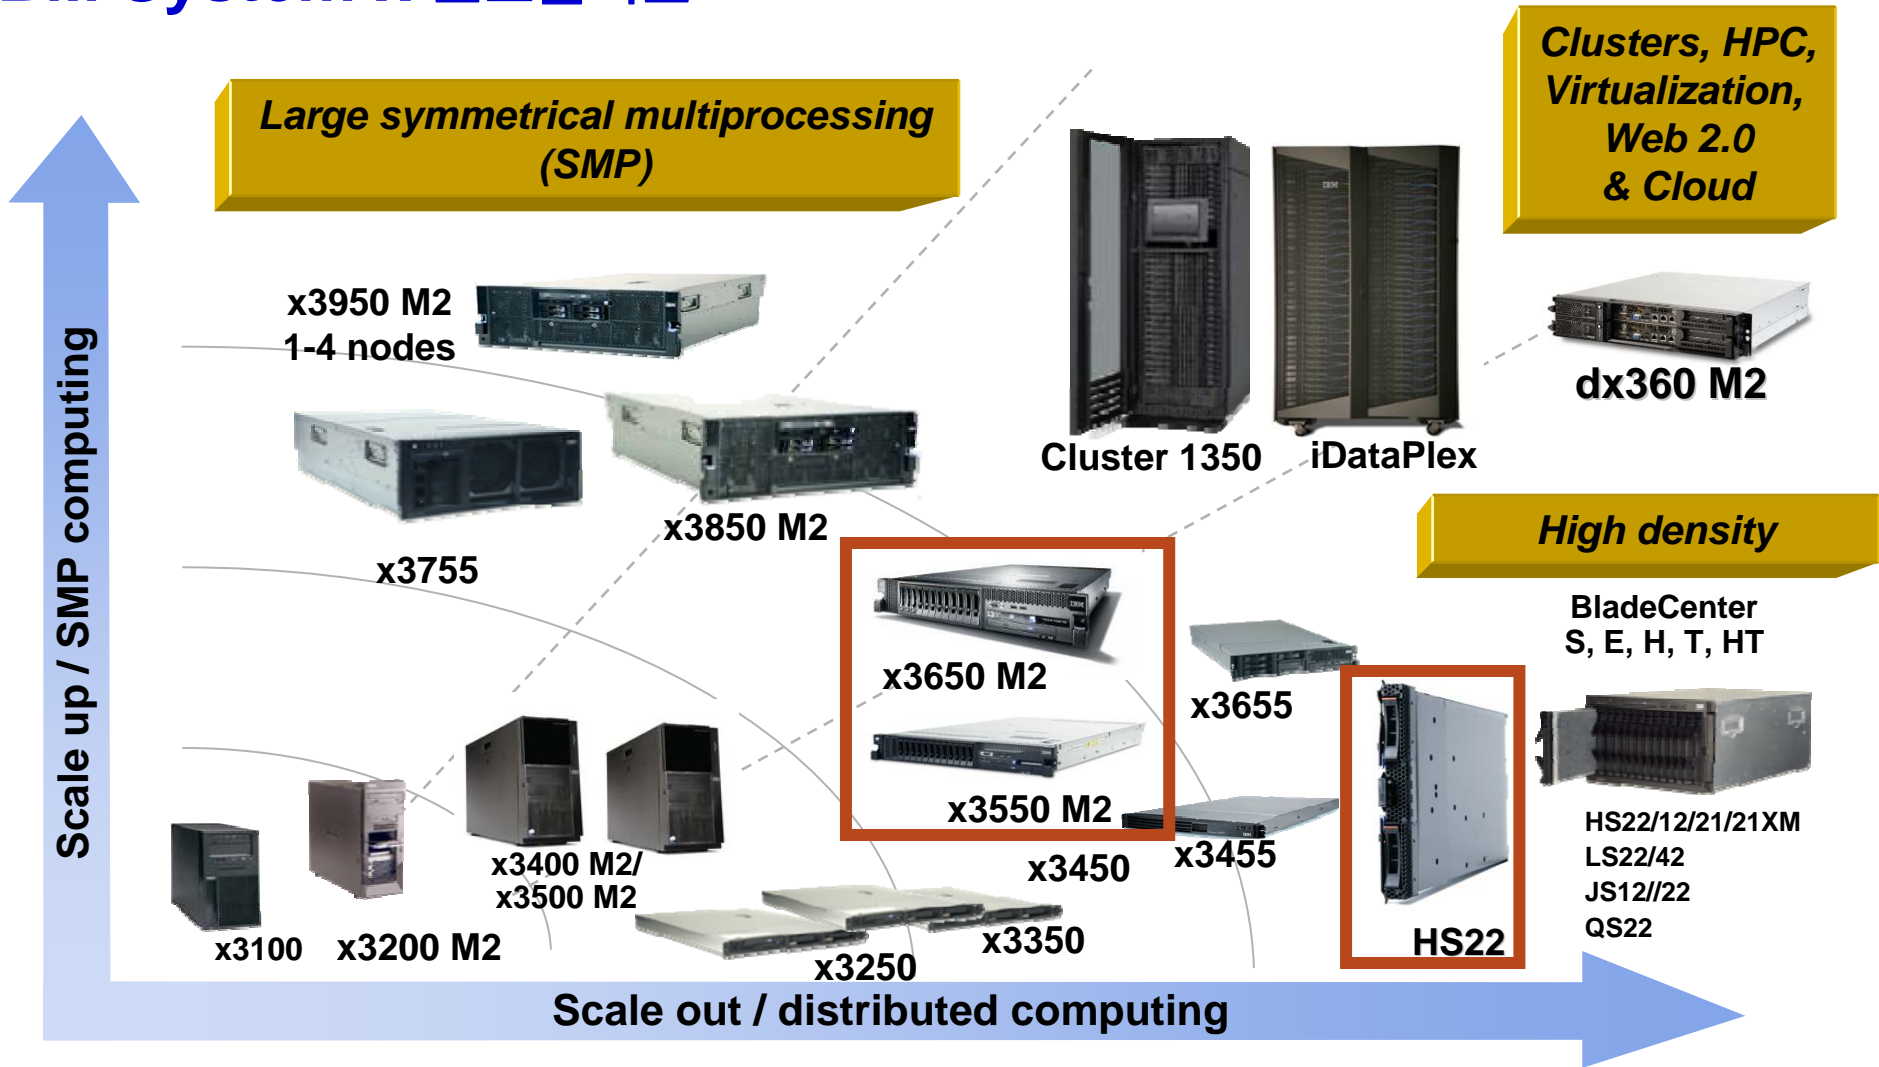 Large symmetrical multiprocessing
(SMP)
Clusters, HPC,
Virtualization,
Web 2.0
& Cloud
x3950 M2
1-4 nodes
dx360 M2
Cluster 1350
iDataPlex
x3850 M2
x3755
High density
BladeCenter
S, E, H, T, HT
x3650 M2
x3655
x3550 M2
x3400 M2/
x3500 M2
x3450
x3455
HS22/12/21/21XM
LS22/42
JS12//22
QS22
HS22
x3100
x3200 M2
x3350
x3250
Scale up / SMP computing
Scale out / distributed computing